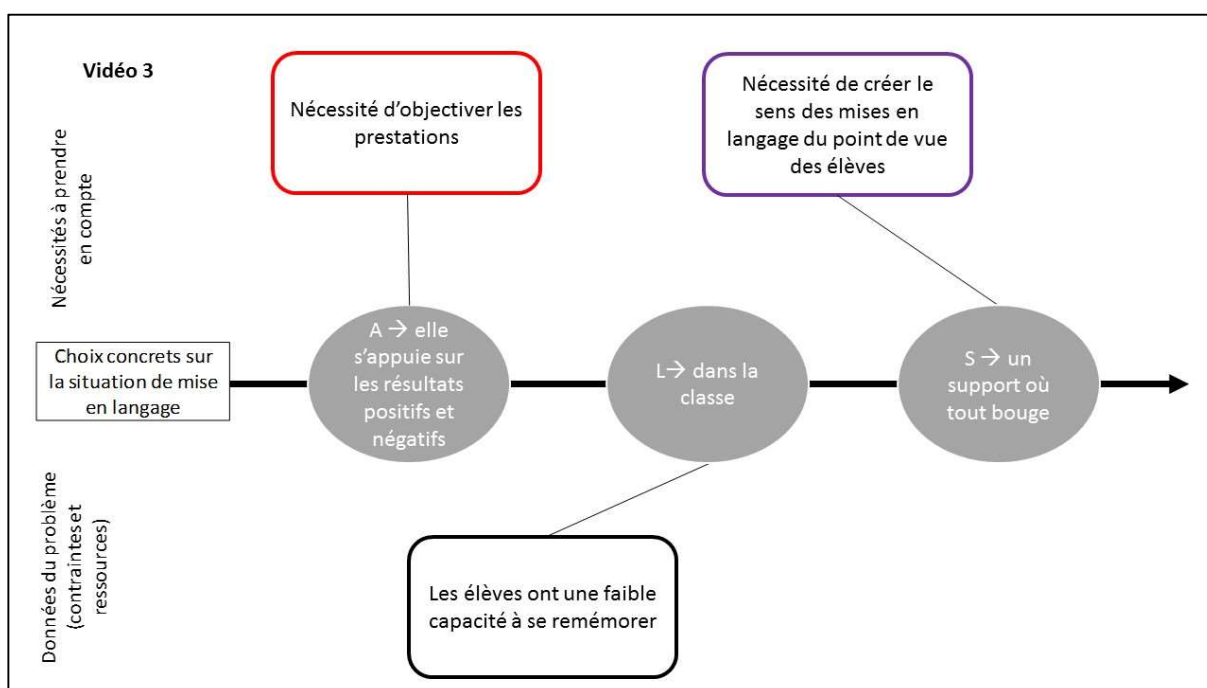 Vidéo 3
Nécessité d'objectiver les
prestations
Nécessité de créer le
sens des mises en
langage du point de vue
des élèves
Nécessités à prendre
en compte
Choix concrets sur
la situation de mise
en langage
A → elle
s'appuie sur
les résultats
positifs et
négatifs
L→ dans la
classe
S → un
support où
tout bouge
Données du problème
(contraintes et
ressources)
Les élèves ont une faible
capacité à se remémorer